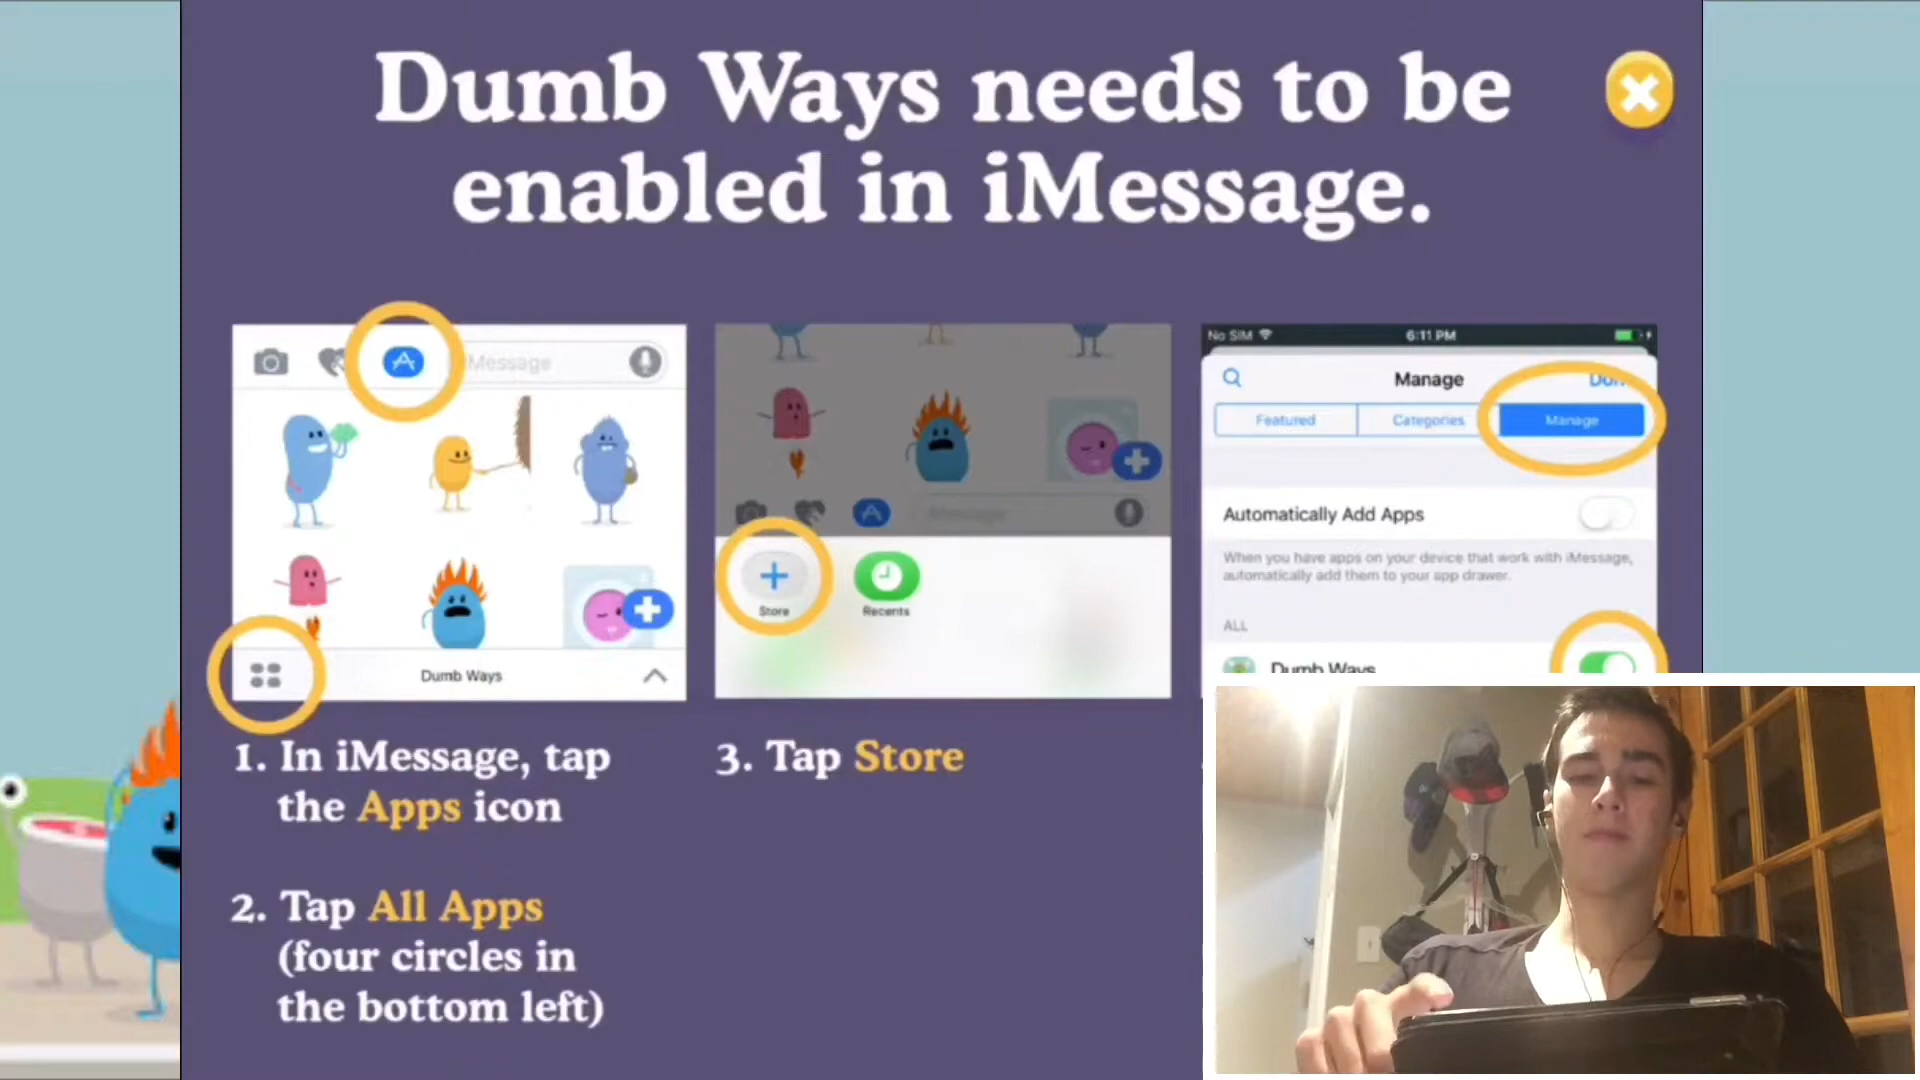 Dumb Ways needs to be
enabled in iMessage.
iMessage
Dumb Ways
1. In iMessage, tap
the Apps icon
2. Tap All Apps
(four circles in
the bottom left)
Store
Recents
3. Tap Store
No SIM
6:11 PM
Manage
Featured
Categories
Manage
Automatically Add Apps
When you have apps on your device that work with iMessage,
automatically add them to your app drawer.
ALL
Dumb Ways